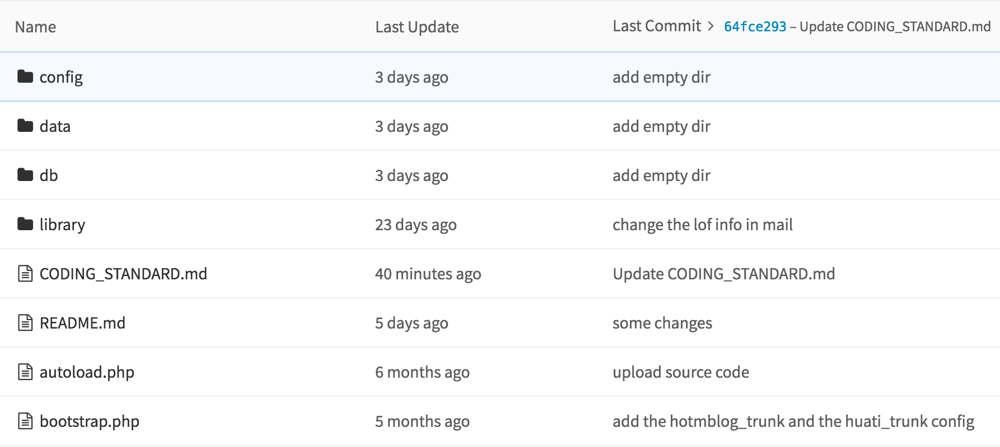 Name Last Update Last Commit > 64fce293 – Update CODING_STANDARD.md
config 3 days ago add empty dir
data 3 days ago add empty dir
db 3 days ago add empty dir
library 23 days ago change the lof info in mail
CODING_STANDARD.md 40 minutes ago Update CODING_STANDARD.md
README.md 5 days ago some changes
autoload.php 6 months ago upload source code
bootstrap.php 5 months ago add the hotmblog_trunk and the huati_trunk config